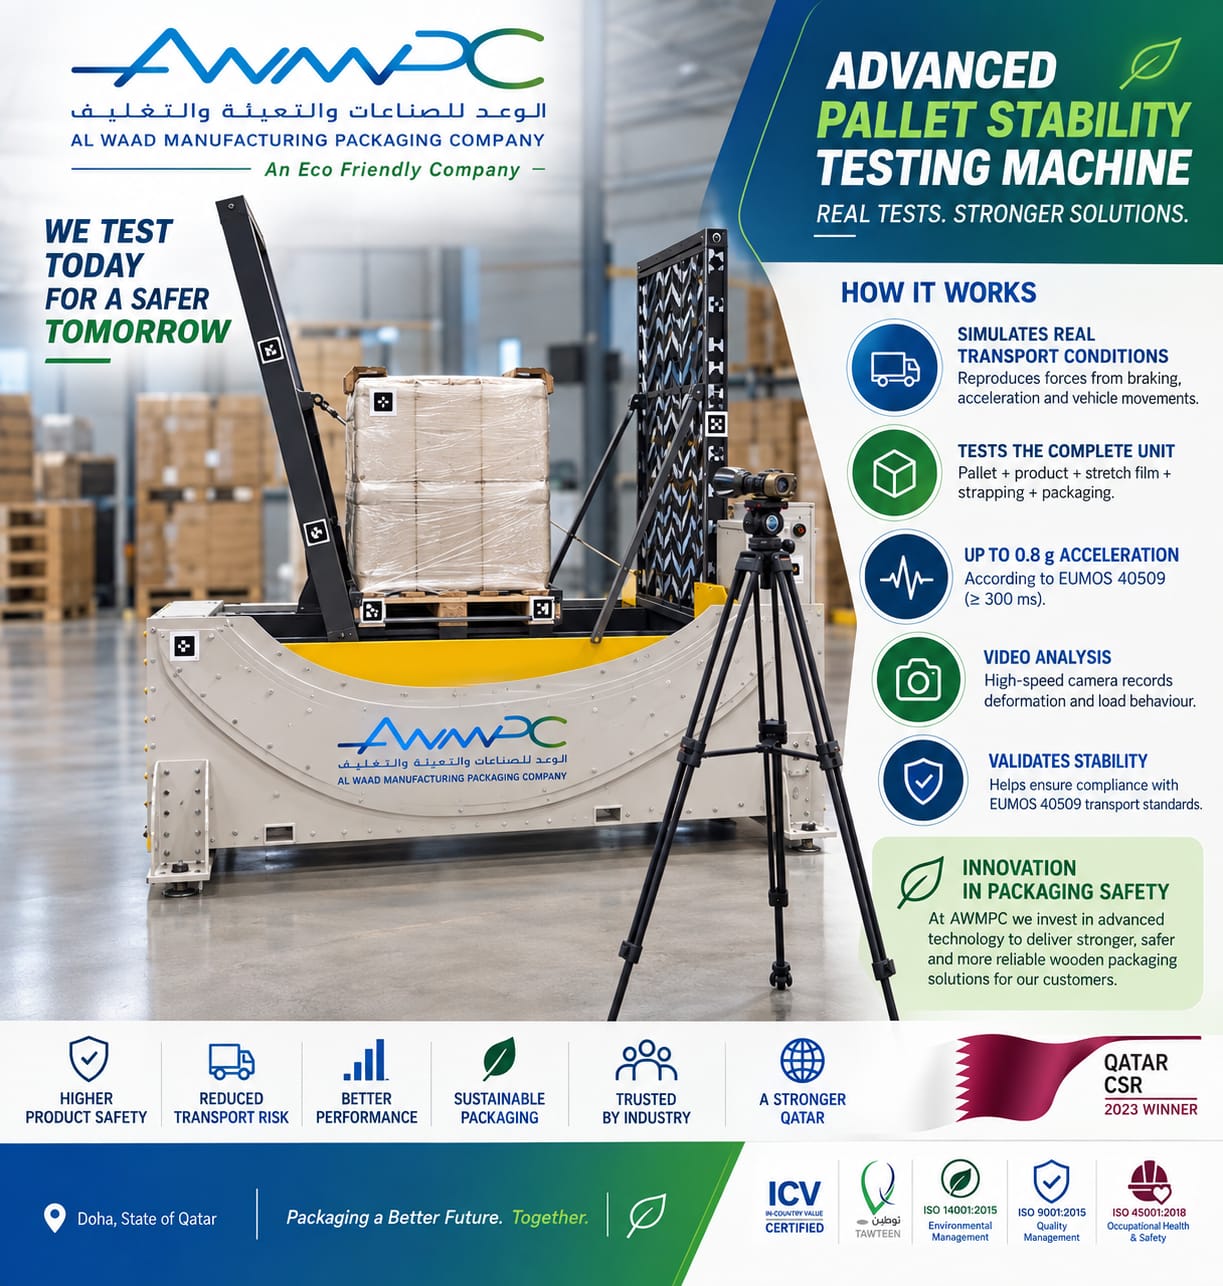 AWMPC
الوعد للصناعات والتعبئة والتغليف
AL WAAD MANUFACTURING PACKAGING COMPANY
An Eco Friendly Company
WE TEST
TODAY
FOR A SAFER
TOMORROW
ADVANCED
PALLET STABILITY
TESTING MACHINE
REAL TESTS. STRONGER SOLUTIONS.
HOW IT WORKS
SIMULATES REAL
TRANSPORT CONDITIONS
Reproduces forces from braking,
acceleration and vehicle movements.
TESTS THE COMPLETE UNIT
Pallet + product + stretch film +
strapping + packaging.
UP TO 0.8 g ACCELERATION
According to EUMOS 40509
(≥ 300 ms).
VIDEO ANALYSIS
High-speed camera records
deformation and load behaviour.
VALIDATES STABILITY
Helps ensure compliance with
EUMOS 40509 transport standards.
INNOVATION
IN PACKAGING SAFETY
At AWMPC we invest in advanced
technology to deliver stronger, safer
and more reliable wooden packaging
solutions for our customers.
AWMPC
الوعد للصناعات والتعبئة والتغليف
AL WAAD MANUFACTURING PACKAGING COMPANY
HIGHER
PRODUCT SAFETY
REDUCED
TRANSPORT RISK
BETTER
PERFORMANCE
SUSTAINABLE
PACKAGING
TRUSTED
BY INDUSTRY
A STRONGER
QATAR
QATAR
CSR
2023 WINNER
Doha, State of Qatar
Packaging a Better Future. Together.
ICV
IN-COUNTRY VALUE
CERTIFIED
توطين
TAWTEEN
ISO 14001:2015
Environmental
Management
ISO 9001:2015
Quality
Management
ISO 45001:2018
Occupational Health
& Safety